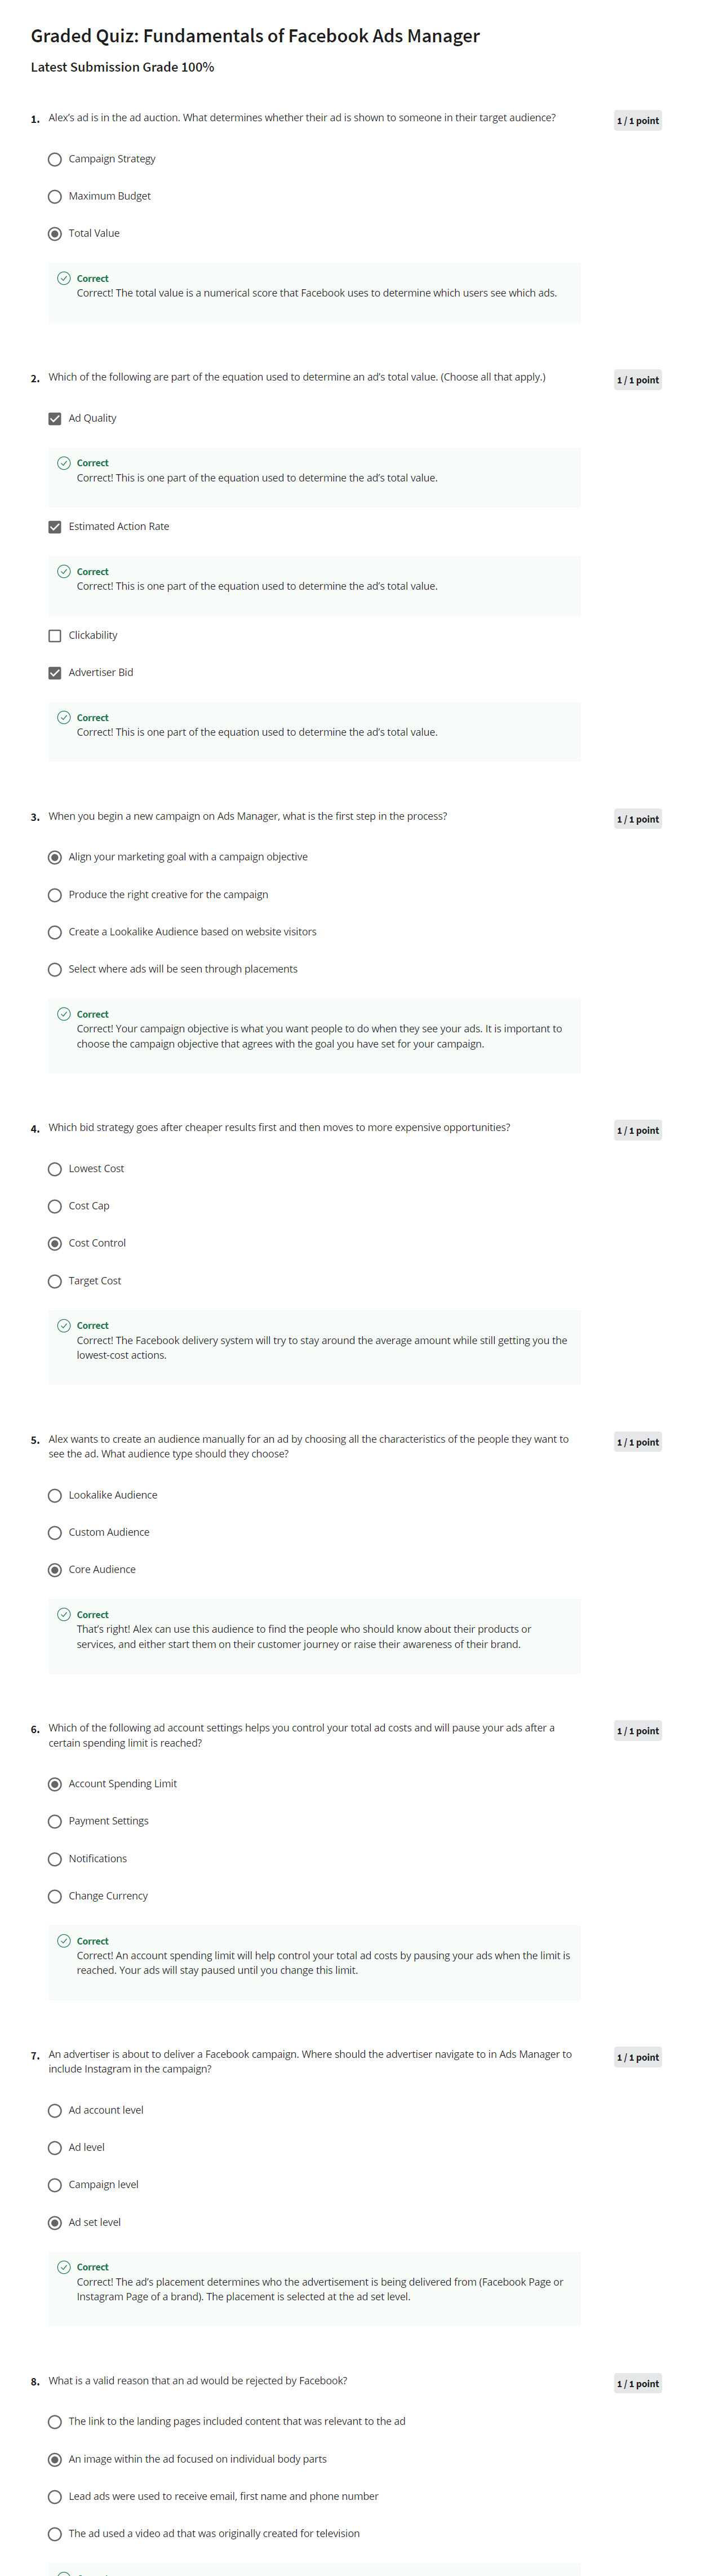 Graded Quiz: Fundamentals of Facebook Ads Manager
Latest Submission Grade 100%
1. Alex's ad is in the ad auction. What determines whether their ad is shown to someone in their target audience?
1 / 1 point
Campaign Strategy
Maximum Budget
Total Value
Correct
Correct! The total value is a numerical score that Facebook uses to determine which users see which ads.
2. Which of the following are part of the equation used to determine an ad's total value. (Choose all that apply.)
1 / 1 point
Ad Quality
Correct
Correct! This is one part of the equation used to determine the ad's total value.
Estimated Action Rate
Correct
Correct! This is one part of the equation used to determine the ad's total value.
Clickability
Advertiser Bid
Correct
Correct! This is one part of the equation used to determine the ad's total value.
3. When you begin a new campaign on Ads Manager, what is the first step in the process?
1 / 1 point
Align your marketing goal with a campaign objective
Produce the right creative for the campaign
Create a Lookalike Audience based on website visitors
Select where ads will be seen through placements
Correct
Correct! Your campaign objective is what you want people to do when they see your ads. It is important to
choose the campaign objective that agrees with the goal you have set for your campaign.
4. Which bid strategy goes after cheaper results first and then moves to more expensive opportunities?
1 / 1 point
Lowest Cost
Cost Cap
Cost Control
Target Cost
Correct
Correct! The Facebook delivery system will try to stay around the average amount while still getting you the
lowest-cost actions.
5. Alex wants to create an audience manually for an ad by choosing all the characteristics of the people they want to
see the ad. What audience type should they choose?
1 / 1 point
Lookalike Audience
Custom Audience
Core Audience
Correct
That's right! Alex can use this audience to find the people who should know about their products or
services, and either start them on their customer journey or raise their awareness of their brand.
6. Which of the following ad account settings helps you control your total ad costs and will pause your ads after a
certain spending limit is reached?
1 / 1 point
Account Spending Limit
Payment Settings
Notifications
Change Currency
Correct
Correct! An account spending limit will help control your total ad costs by pausing your ads when the limit is
reached. Your ads will stay paused until you change this limit.
7. An advertiser is about to deliver a Facebook campaign. Where should the advertiser navigate to in Ads Manager to
include Instagram in the campaign?
1 / 1 point
Ad account level
Ad level
Campaign level
Ad set level
Correct
Correct! The ad's placement determines who the advertisement is being delivered from (Facebook Page or
Instagram Page of a brand). The placement is selected at the ad set level.
8. What is a valid reason that an ad would be rejected by Facebook?
1 / 1 point
The link to the landing pages included content that was relevant to the ad
An image within the ad focused on individual body parts
Lead ads were used to receive email, first name and phone number
The ad used a video ad that was originally created for television